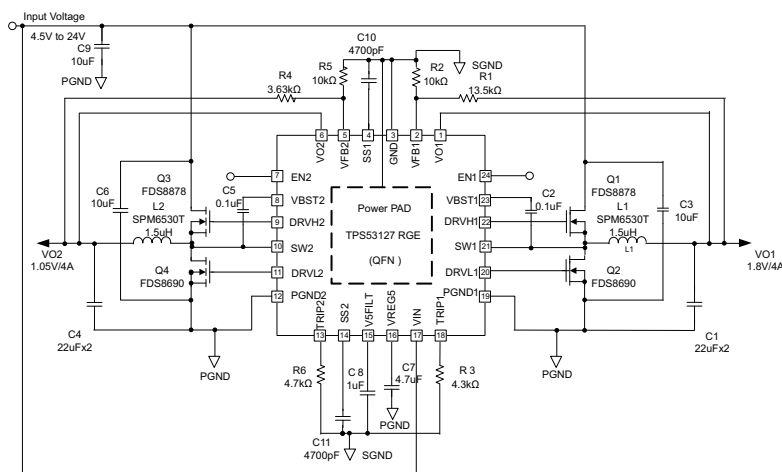 Input Voltage
4.5V to 24V
C9
10uF
PGND
C10
4700pF
SGND
R5
10kΩ
R2
10kΩ
R4
3.63kΩ
R1
13.5kΩ
6
5
4
3
2
1
VO2
VFB2
SS1
GND
VFB1
VO1
7
EN2
EN1
24
Q3
FDS8878
L2
SPM6530T
1.5uH
C6
10uF
C5
0.1uF
8
VBST2
VBST1
23
C2
0.1uF
Q1
FDS8878
L1
SPM6530T
1.5uH
L1
C3
10uF
Power PAD
TPS53127 RGE
(QFN )
9
DRVH2
DRVH1
22
10
SW2
SW1
21
VO2
1.05V/4A
VO1
1.8V/4A
Q4
FDS8690
11
DRVL2
DRVL1
20
Q2
FDS8690
12
PGND2
PGND1
19
C4
22uFx2
C1
22uFx2
TRIP2
SS2
V5FILT
VREG5
VIN
TRIP1
13
14
15
16
17
18
PGND
PGND
R6
4.7kΩ
C 8
1uF
C7
4.7uF
R 3
4.3kΩ
PGND
C11
4700pF
SGND